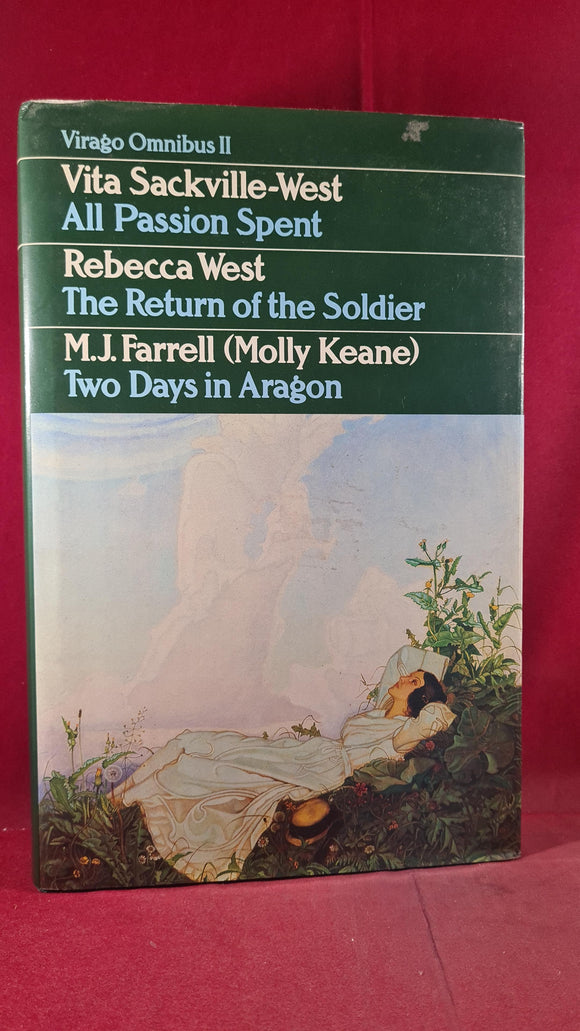 Virago Omnibus II
Vita Sackville-West
All Passion Spent
Rebecca West
The Return of the Soldier
M.J. Farrell (Molly Keane)
Two Days in Aragon